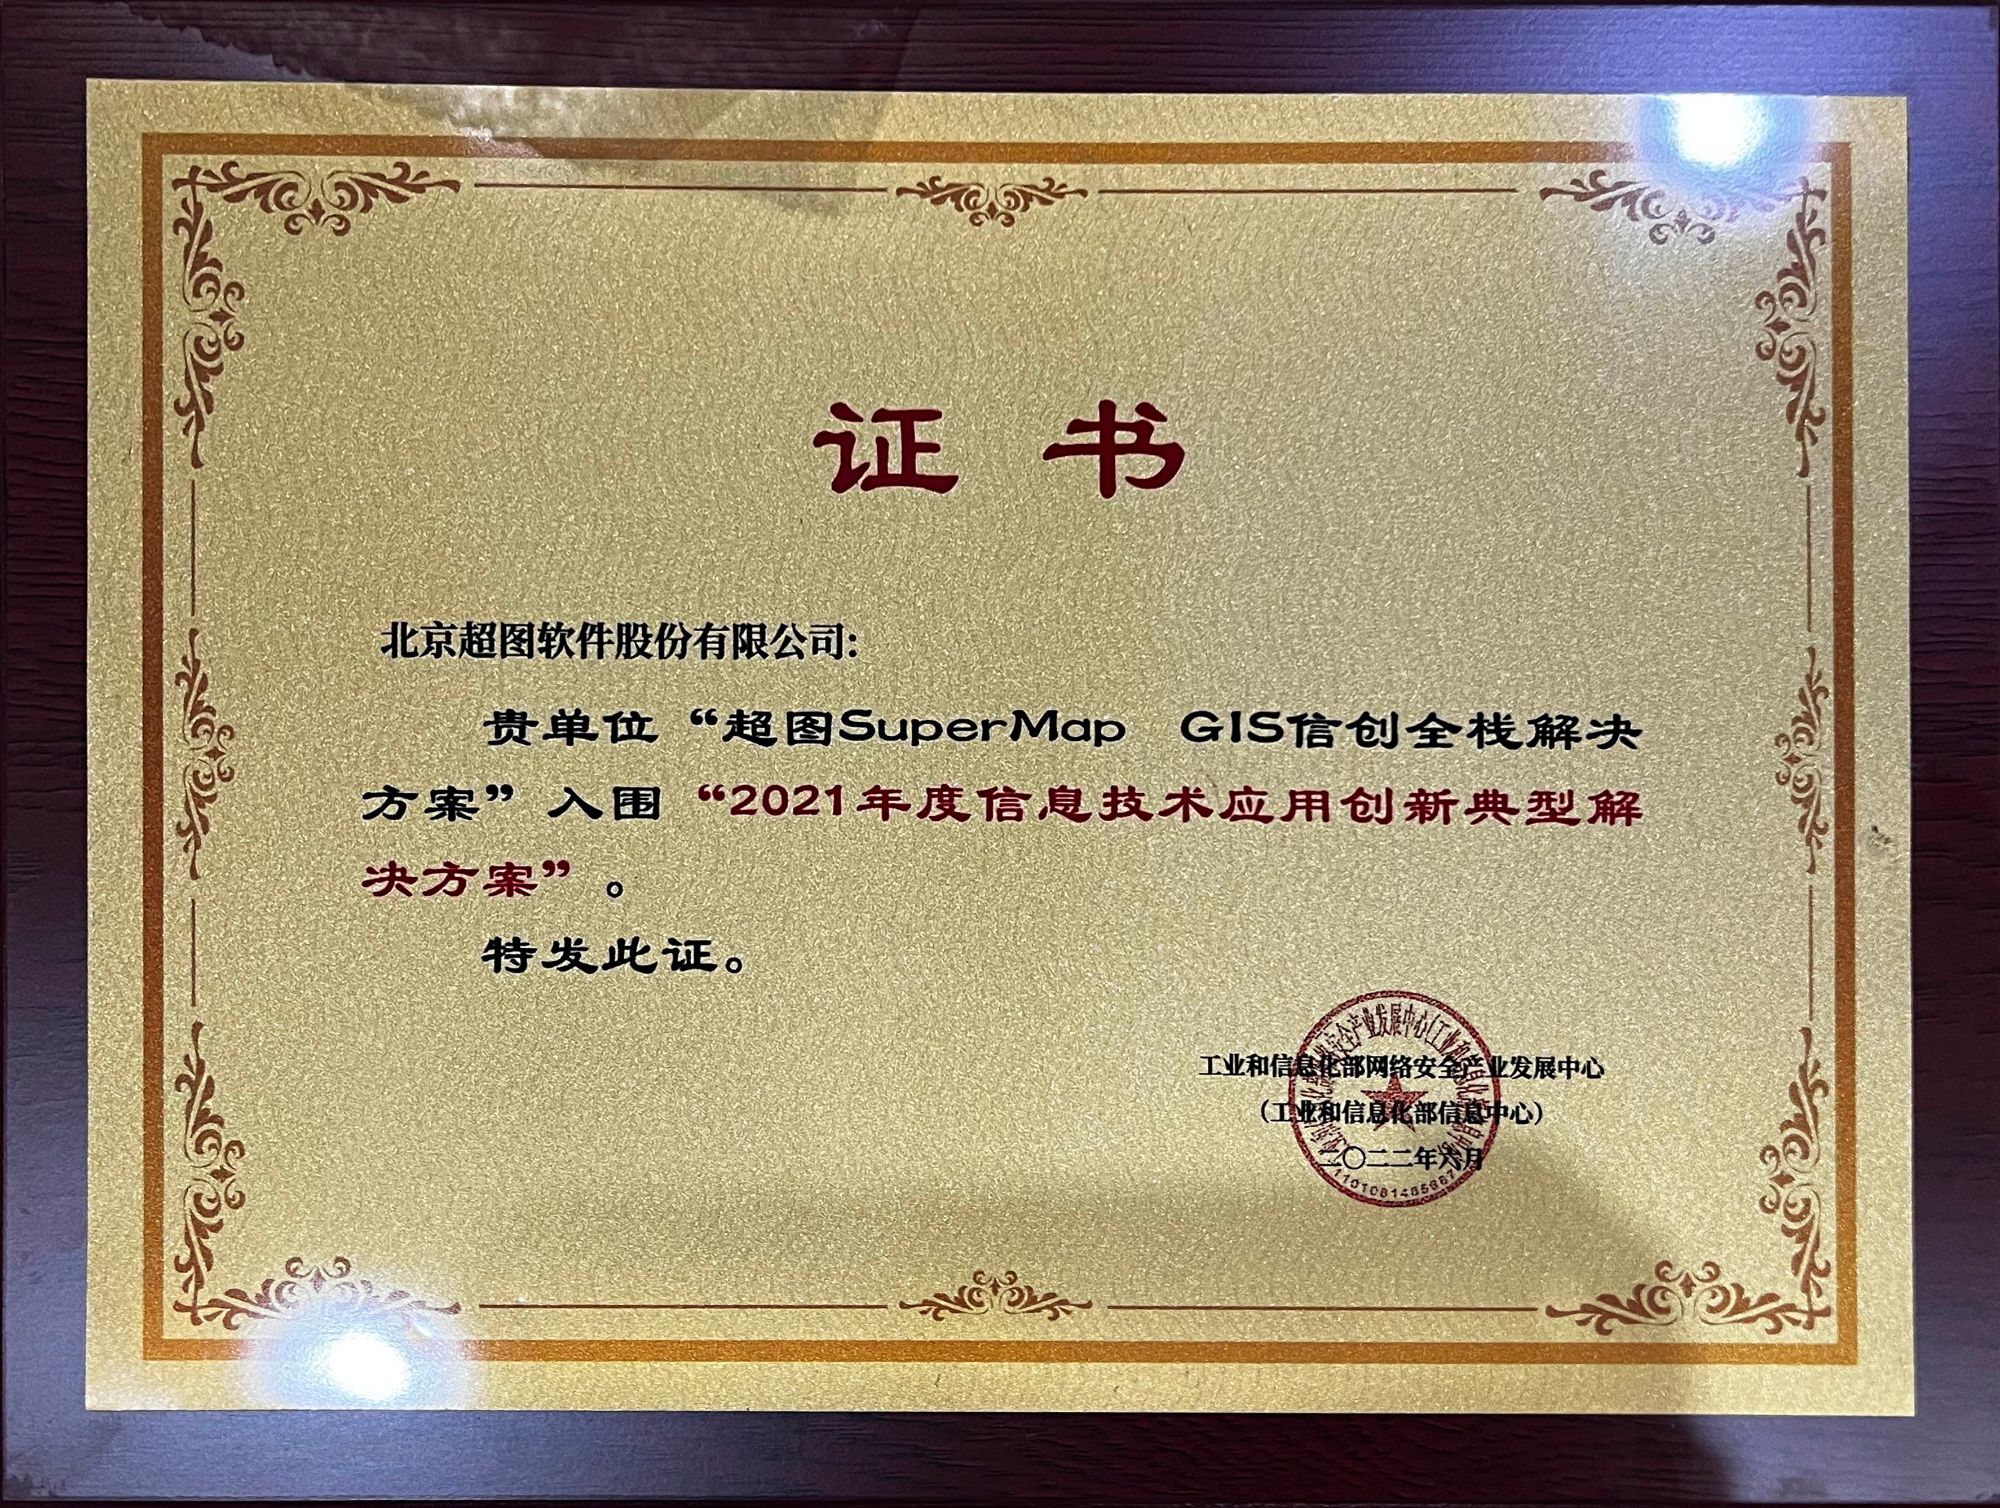 证 书
北京超图软件股份有限公司:
贵单位“超图SuperMap GIS信创全栈解决
方案”入围“2021年度信息技术应用创新典型解
决方案”。
特发此证。
工业和信息化部网络安全产业发展中心
（工业和信息化部信息中心）
二〇二二年六月